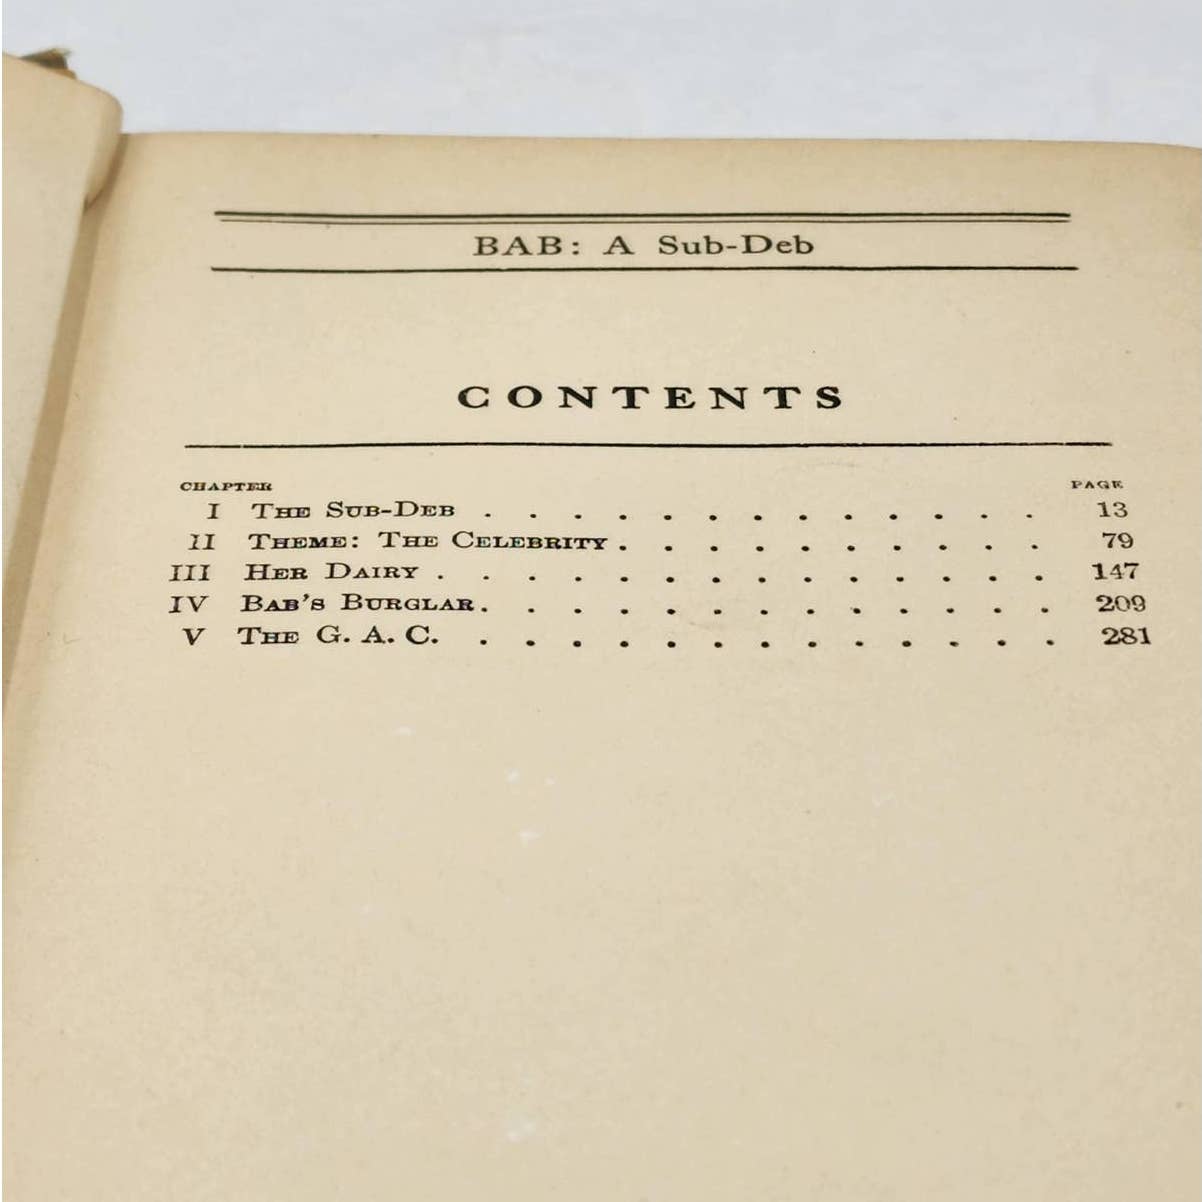 BAB: A Sub-Deb
CONTENTS
CHAPTER PAGE
I The Sub-Deb . . . . . . . . . . . . . 13
II Theme: The Celebrity . . . . . . . . . . 79
III Her Dairy . . . . . . . . . . . . . . 147
IV Bab's Burglar . . . . . . . . . . . . . 209
V The G. A. C. . . . . . . . . . . . . . 281